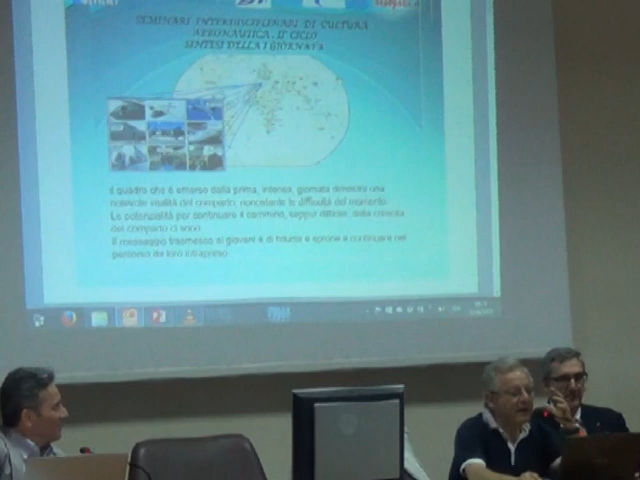 SEMINARI INTERDISCIPLINARI DI CULTURA
AERONAUTICA. II CICLO
SINTESI DELLA I GIORNATA
Il quadro che è emerso dalla prima, intensa, giornata dimostra una
notevole vitalità del comparto, nonostante le difficoltà del momento.
Le potenzialità per continuare il cammino, seppur difficile, della crescita
del comparto ci sono.
Il messaggio trasmesso ai giovani è di fiducia e sprone a continuare nel
percorso da loro intrapreso.